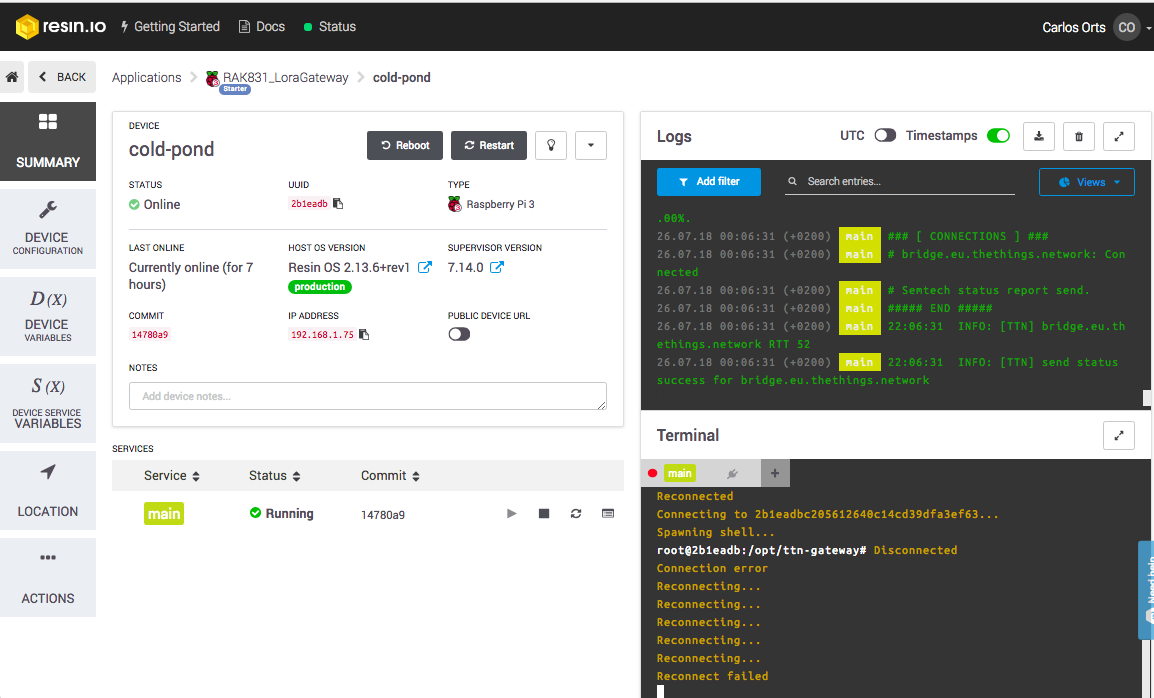 resin.io Getting Started Docs Status Carlos Orts CO
BACK Applications RAK831_LoraGateway cold-pond
Starter
SUMMARY
DEVICE
CONFIGURATION
D(X)
DEVICE
VARIABLES
S(X)
DEVICE SERVICE
VARIABLES
LOCATION
ACTIONS
DEVICE
cold-pond
Reboot Restart
STATUS UUID TYPE
Online 2b1eadb Raspberry Pi 3
LAST ONLINE HOST OS VERSION SUPERVISOR VERSION
Currently online (for 7 Resin OS 2.13.6+rev1 7.14.0
hours) production
COMMIT IP ADDRESS PUBLIC DEVICE URL
14780a9 192.168.1.75
NOTES
Add device notes...
SERVICES
Service Status Commit
main Running 14780a9
Logs UTC Timestamps
Add filter Search entries... Views
.00%.
26.07.18 00:06:31 (+0200) main ### [ CONNECTIONS ] ###
26.07.18 00:06:31 (+0200) main # bridge.eu.thethings.network: Con
nected
26.07.18 00:06:31 (+0200) main # Semtech status report send.
26.07.18 00:06:31 (+0200) main ##### END #####
26.07.18 00:06:31 (+0200) main 22:06:31 INFO: [TTN] bridge.eu.th
ethings.network RTT 52
26.07.18 00:06:31 (+0200) main 22:06:31 INFO: [TTN] send status
success for bridge.eu.thethings.network
Terminal
main +
Reconnected
Connecting to 2b1eadbc205612640c14cd39dfa3ef63...
Spawning shell...
root@2b1eadb:/opt/ttn-gateway# Disconnected
Connection error
Reconnecting...
Reconnecting...
Reconnecting...
Reconnecting...
Reconnecting...
Reconnect failed
Need help